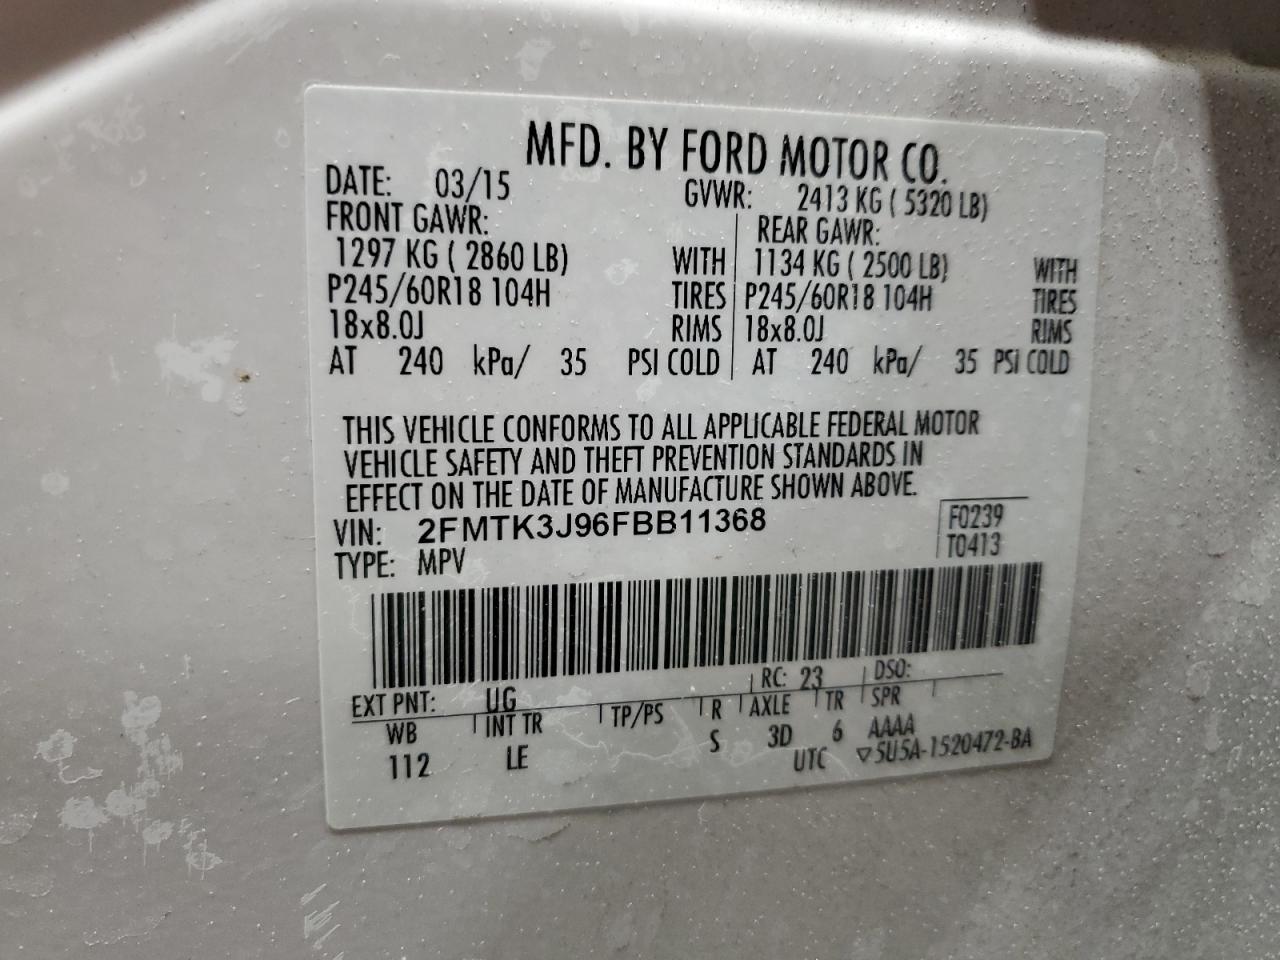 MFD. BY FORD MOTOR CO.
DATE: 03/15 GVWR: 2413 KG ( 5320 LB)
FRONT GAWR: REAR GAWR:
1297 KG ( 2860 LB) WITH 1134 KG ( 2500 LB) WITH
P245/60R18 104H TIRES P245/60R18 104H TIRES
18x8.0J RIMS 18x8.0J RIMS
AT 240 kPa/ 35 PSI COLD AT 240 kPa/ 35 PSI COLD
THIS VEHICLE CONFORMS TO ALL APPLICABLE FEDERAL MOTOR
VEHICLE SAFETY AND THEFT PREVENTION STANDARDS IN
EFFECT ON THE DATE OF MANUFACTURE SHOWN ABOVE.
VIN: 2FMTK3J96FBB11368 F0239
TYPE: MPV T0413
EXT PNT: UG RC: 23 DSO:
WB INT TR TP/PS R AXLE TR SPR
112 LE S 3D 6 AAAA
UTC ▽5U5A-1520472-BA